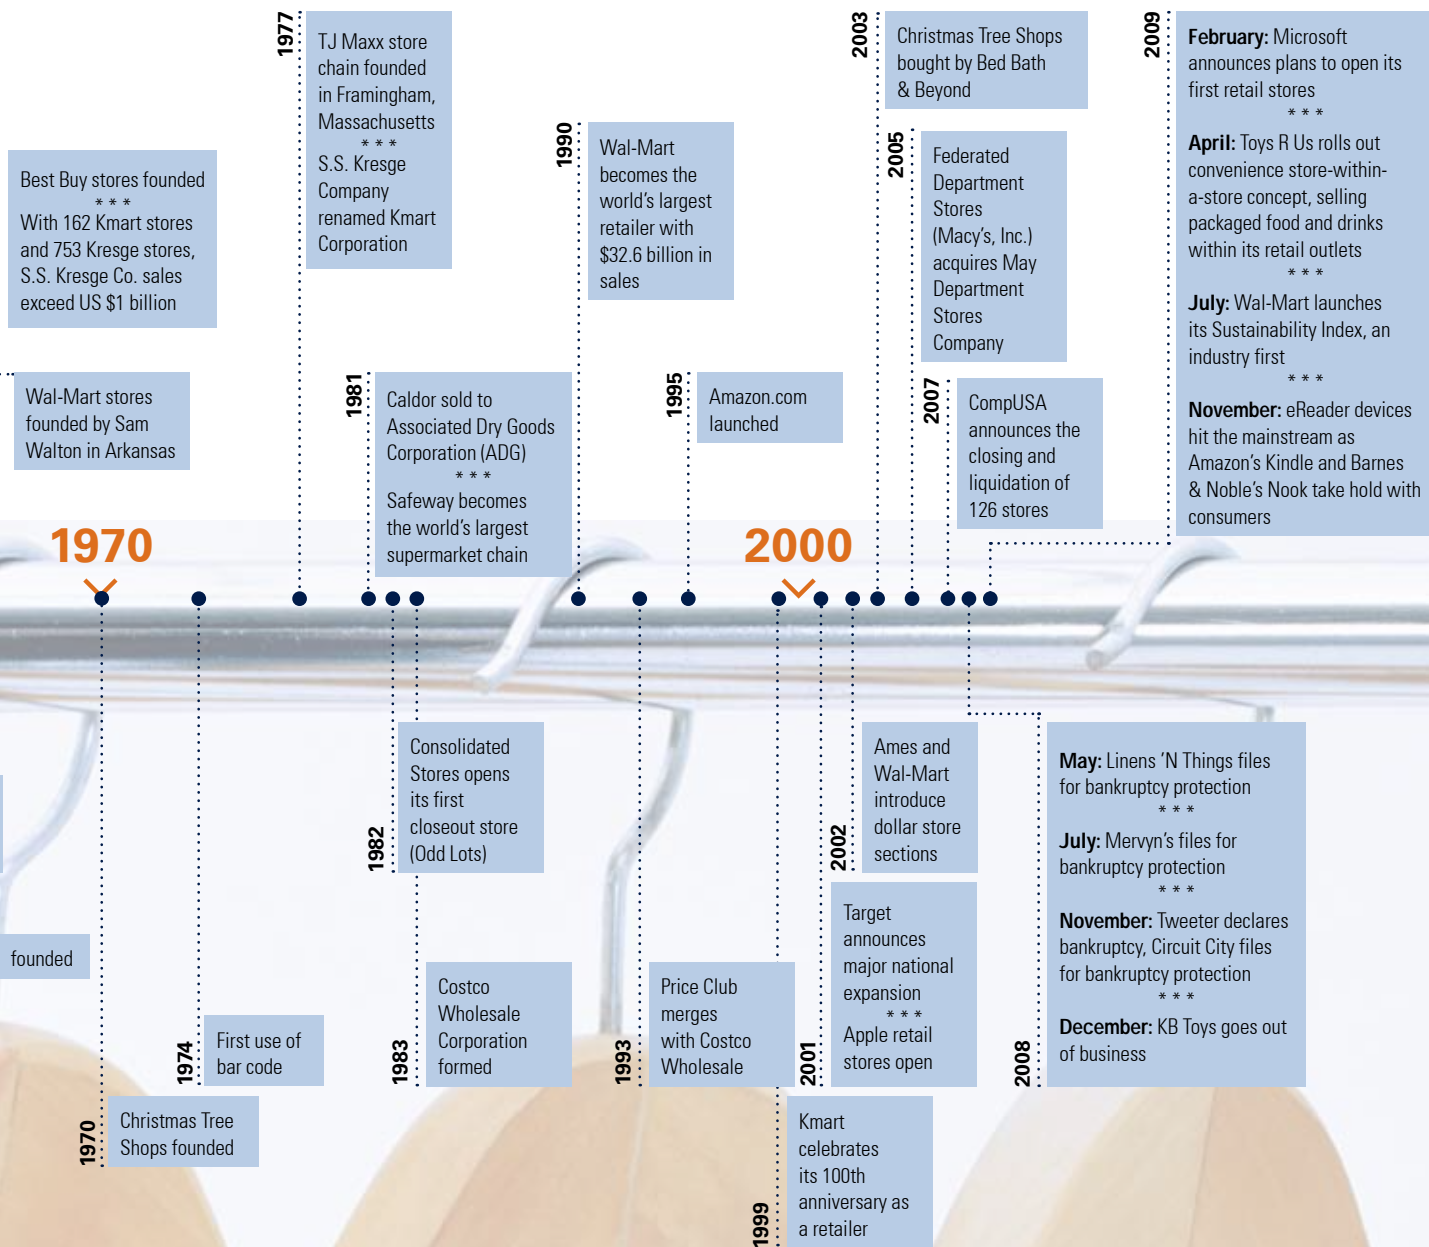 1977
TJ Maxx store
chain founded
in Framingham,
Massachusetts
* * *
S.S. Kresge
Company
renamed Kmart
Corporation
2003
Christmas Tree Shops
bought by Bed Bath
& Beyond
2009
February: Microsoft
announces plans to open its
first retail stores
* * *
April: Toys R Us rolls out
convenience store-within-
a-store concept, selling
packaged food and drinks
within its retail outlets
* * *
July: Wal-Mart launches
its Sustainability Index, an
industry first
* * *
November: eReader devices
hit the mainstream as
Amazon's Kindle and Barnes
& Noble's Nook take hold with
consumers
Best Buy stores founded
* * *
With 162 Kmart stores
and 753 Kresge stores,
S.S. Kresge Co. sales
exceed US $1 billion
1990
Wal-Mart
becomes the
world's largest
retailer with
$32.6 billion in
sales
2005
Federated
Department
Stores
(Macy's, Inc.)
acquires May
Department
Stores
Company
Wal-Mart stores
founded by Sam
Walton in Arkansas
1981
Caldor sold to
Associated Dry Goods
Corporation (ADG)
* * *
Safeway becomes
the world's largest
supermarket chain
1995
Amazon.com
launched
2007
CompUSA
announces the
closing and
liquidation of
126 stores
1970
2000
1982
Consolidated
Stores opens
its first
closeout store
(Odd Lots)
2002
Ames and
Wal-Mart
introduce
dollar store
sections
2008
May: Linens 'N Things files
for bankruptcy protection
* * *
July: Mervyn's files for
bankruptcy protection
* * *
November: Tweeter declares
bankruptcy, Circuit City files
for bankruptcy protection
* * *
December: KB Toys goes out
of business
founded
1974
First use of
bar code
1983
Costco
Wholesale
Corporation
formed
1993
Price Club
merges
with Costco
Wholesale
2001
Target
announces
major national
expansion
* * *
Apple retail
stores open
1970
Christmas Tree
Shops founded
1999
Kmart
celebrates
its 100th
anniversary as
a retailer